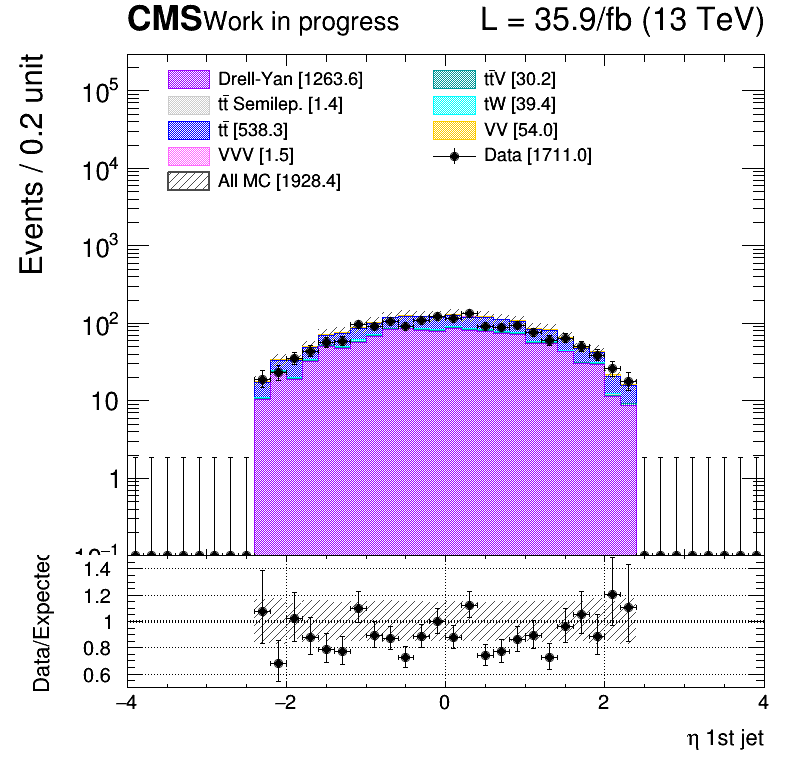 CMS Work in progress L = 35.9/fb (13 TeV)
Events / 0.2 unit
Drell-Yan [1263.6]
tt̄ Semilep. [1.4]
tt̄ [538.3]
VVV [1.5]
All MC [1928.4]
tt̄V [30.2]
tW [39.4]
VV [54.0]
Data [1711.0]
10⁵
10⁴
10³
10²
10
1
10⁻¹
Data/Expected
1.4
1.2
1
0.8
0.6
−4 −2 0 2 4
η 1st jet